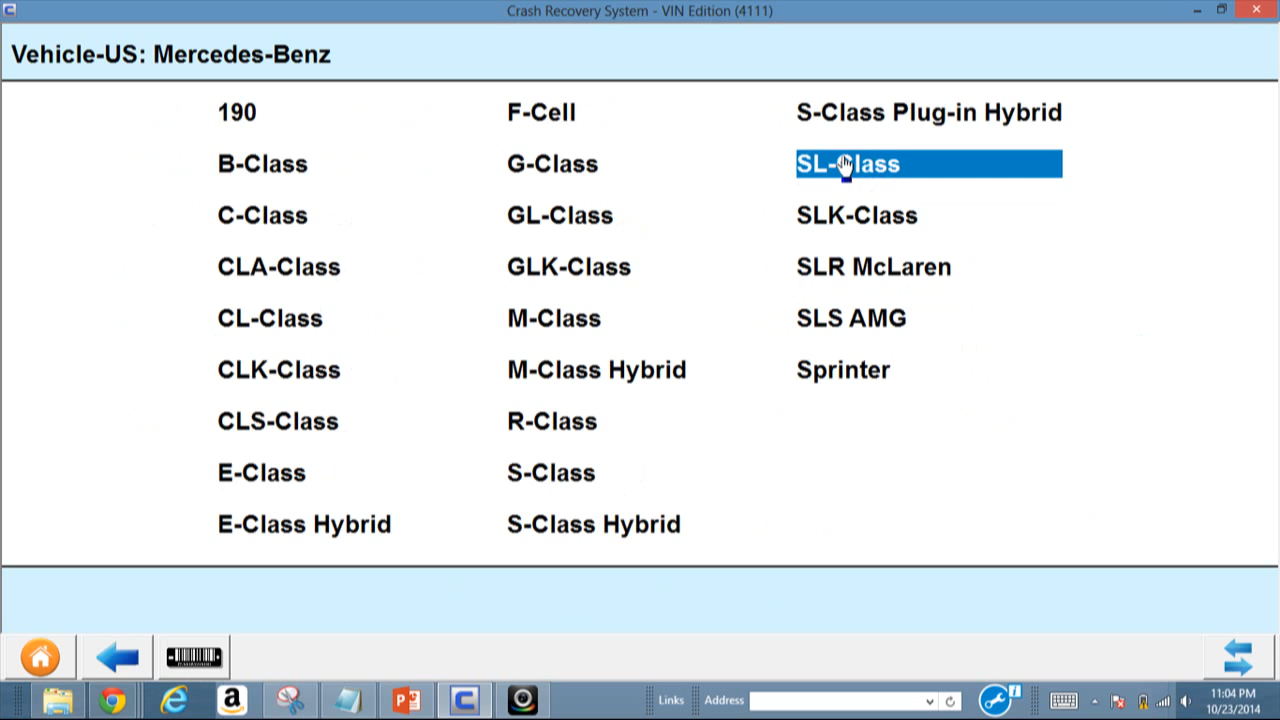 Crash Recovery System - VIN Edition (4111)
Vehicle-US: Mercedes-Benz
190
B-Class
C-Class
CLA-Class
CL-Class
CLK-Class
CLS-Class
E-Class
E-Class Hybrid
F-Cell
G-Class
GL-Class
GLK-Class
M-Class
M-Class Hybrid
R-Class
S-Class
S-Class Hybrid
S-Class Plug-in Hybrid
SL-Class
SLK-Class
SLR McLaren
SLS AMG
Sprinter
Links
Address
11:04 PM
10/23/2014